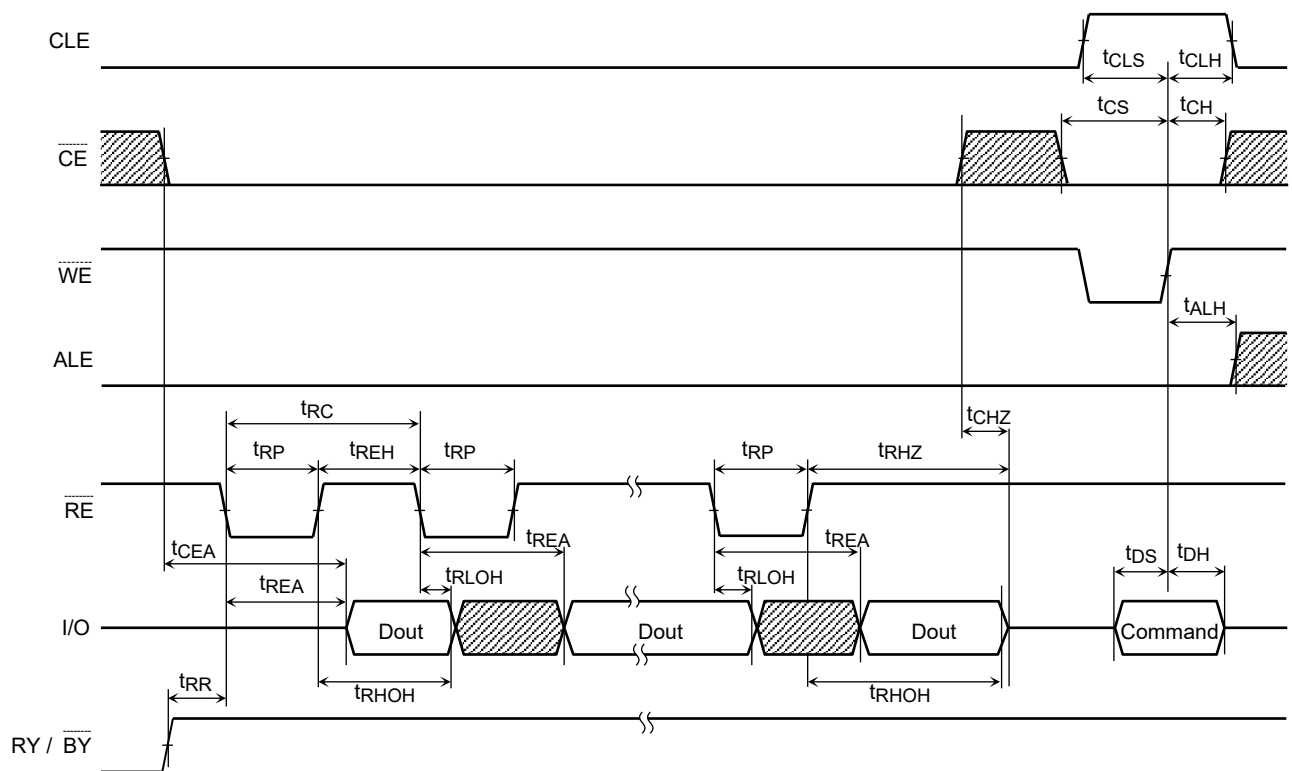 CLE
tCLS
tCLH
tCS
tCH
CE
WE
tALH
ALE
tRC
tCHZ
tRP
tREH
tRP
tRP
tRHZ
RE
tCEA
tREA
tREA
tDS
tDH
tREA
tRLOH
tRLOH
I/O
Dout
Dout
Dout
Command
tRR
tRHOH
tRHOH
RY / BY